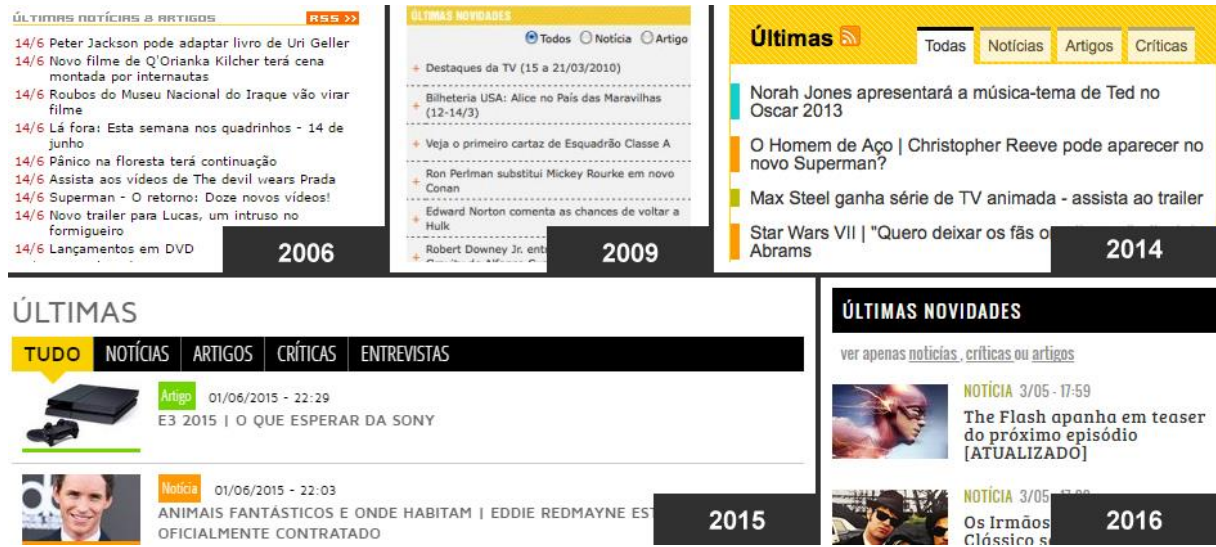 ÚLTIMAS NOTÍCIAS & ARTIGOS
RSS >>
14/6 Peter Jackson pode adaptar livro de Uri Geller
14/6 Novo filme de Q'Orianka Kilcher terá cena
montada por internautas
14/6 Roubos do Museu Nacional do Iraque vão virar
filme
14/6 Lá fora: Esta semana nos quadrinhos - 14 de
junho
14/6 Pânico na floresta terá continuação
14/6 Assista aos vídeos de The devil wears Prada
14/6 Superman - O retorno: Doze novos vídeos!
14/6 Novo trailer para Lucas, um intruso no
formigueiro
14/6 Lançamentos em DVD
2006
ÚLTIMAS NOVIDADES
Todos Notícia Artigo
+ Destaques da TV (15 a 21/03/2010)
+ Bilheteria USA: Alice no País das Maravilhas
(12-14/3)
+ Veja o primeiro cartaz de Esquadrão Classe A
+ Ron Perlman substitui Mickey Rourke em novo
Conan
+ Edward Norton comenta as chances de voltar a
Hulk
+ Robert Downey Jr.
2009
Últimas
Todas Notícias Artigos Críticas
Norah Jones apresentará a música-tema de Ted no
Oscar 2013
O Homem de Aço | Christopher Reeve pode aparecer no
novo Superman?
Max Steel ganha série de TV animada - assista ao trailer
Star Wars VII | "Quero deixar os fãs
Abrams
2014
ÚLTIMAS
TUDO NOTÍCIAS ARTIGOS CRÍTICAS ENTREVISTAS
Artigo 01/06/2015 - 22:29
E3 2015 | O QUE ESPERAR DA SONY
Notícia 01/06/2015 - 22:03
ANIMAIS FANTÁSTICOS E ONDE HABITAM | EDDIE REDMAYNE
OFICIALMENTE CONTRATADO
2015
ÚLTIMAS NOVIDADES
ver apenas notícias , críticas ou artigos
NOTÍCIA 3/05 - 17:59
The Flash apanha em teaser
do próximo episódio
[ATUALIZADO]
NOTÍCIA 3/05
Os Irmãos
Clássico
2016